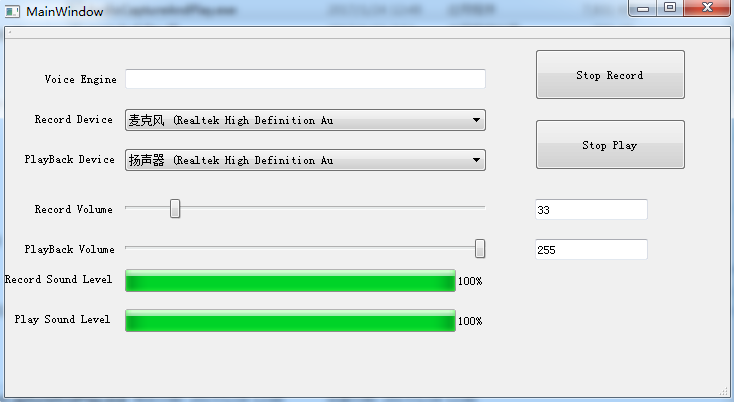 MainWindow
Voice Engine
Stop Record
Record Device 麦克风 (Realtek High Definition Au
Stop Play
PlayBack Device 扬声器 (Realtek High Definition Au
Record Volume 33
PlayBack Volume 255
Record Sound Level 100%
Play Sound Level 100%